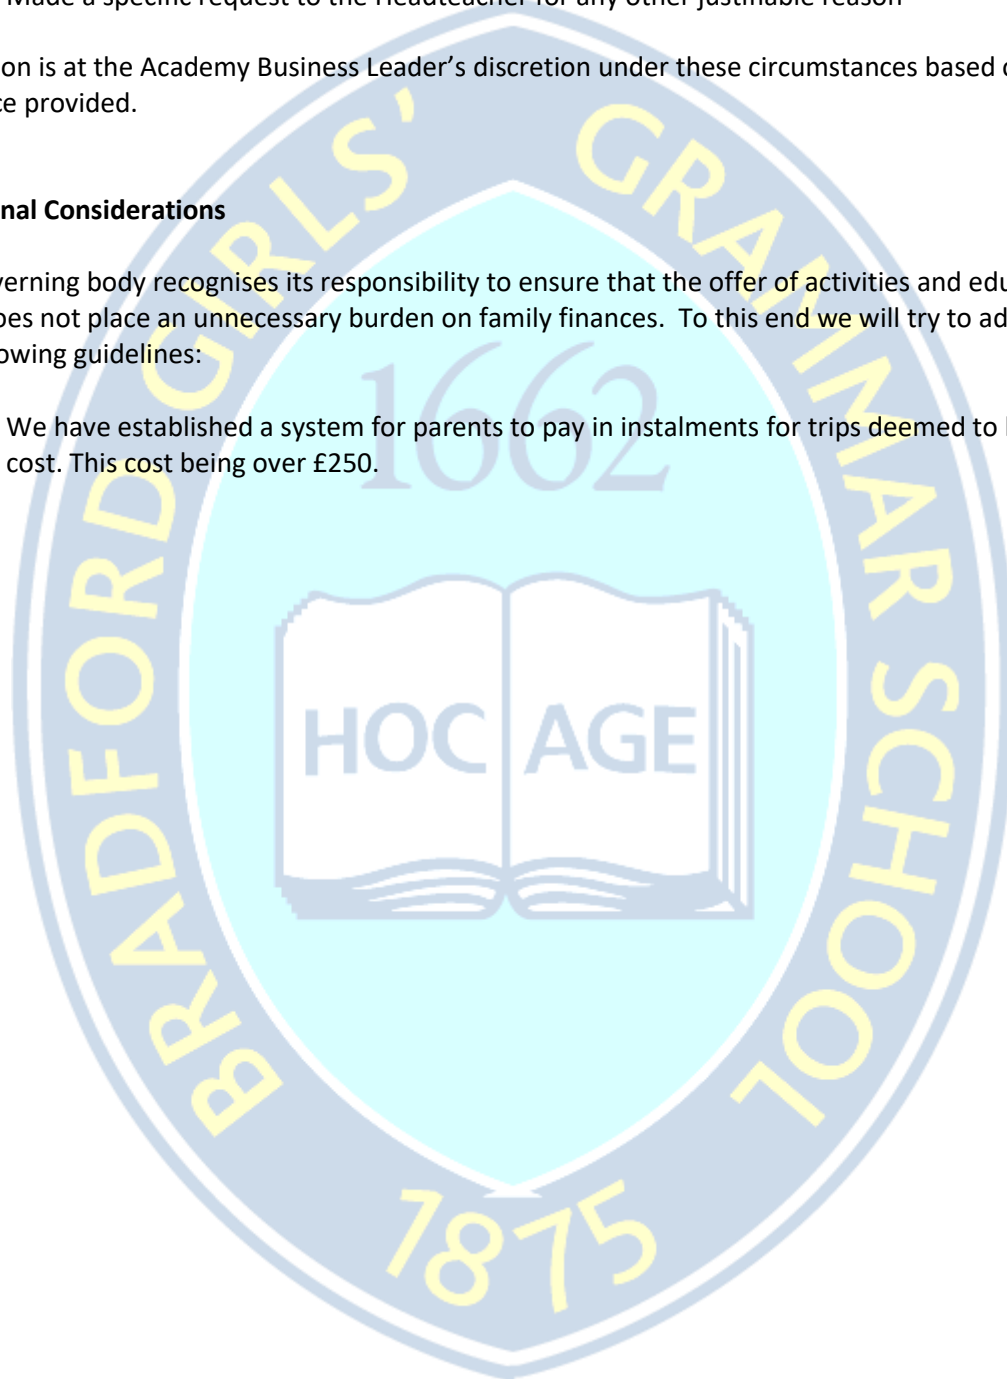 Made a specific request to the Headteacher for any other justifiable reason
on is at the Academy Business Leader's discretion under these circumstances based
ce provided.
nal Considerations
verning body recognises its responsibility to ensure that the offer of activities and edu
oes not place an unnecessary burden on family finances. To this end we will try to ad
owing guidelines:
We have established a system for parents to pay in instalments for trips deemed to
cost. This cost being over £250.
BRADFORD GIRLS' GRAMMAR SCHOOL
1662
HOC AGE
1875